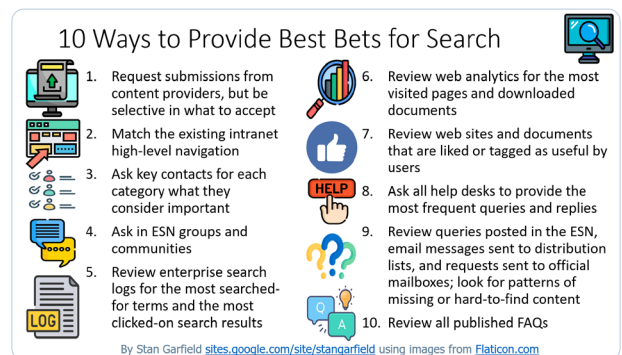 10 Ways to Provide Best Bets for Search
1. Request submissions from
content providers, but be
selective in what to accept
2. Match the existing intranet
high-level navigation
3. Ask key contacts for each
category what they
consider important
4. Ask in ESN groups and
communities
5. Review enterprise search
logs for the most searched-
for terms and the most
clicked-on search results
LOG
6. Review web analytics for the most
visited pages and downloaded
documents
7. Review web sites and documents
that are liked or tagged as useful by
users
HELP
8. Ask all help desks to provide the
most frequent queries and replies
9. Review queries posted in the ESN,
email messages sent to distribution
lists, and requests sent to official
mailboxes; look for patterns of
missing or hard-to-find content
Q
A
10. Review all published FAQs
By Stan Garfield sites.google.com/site/stangarfield using images from Flaticon.com